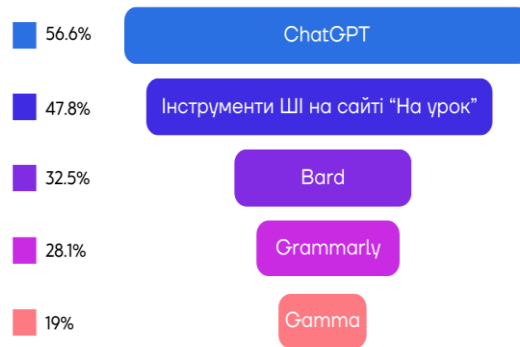 56.6% ChatGPT
47.8% Інструменти ШІ на сайті “На урок”
32.5% Bard
28.1% Grammarly
19% Gamma